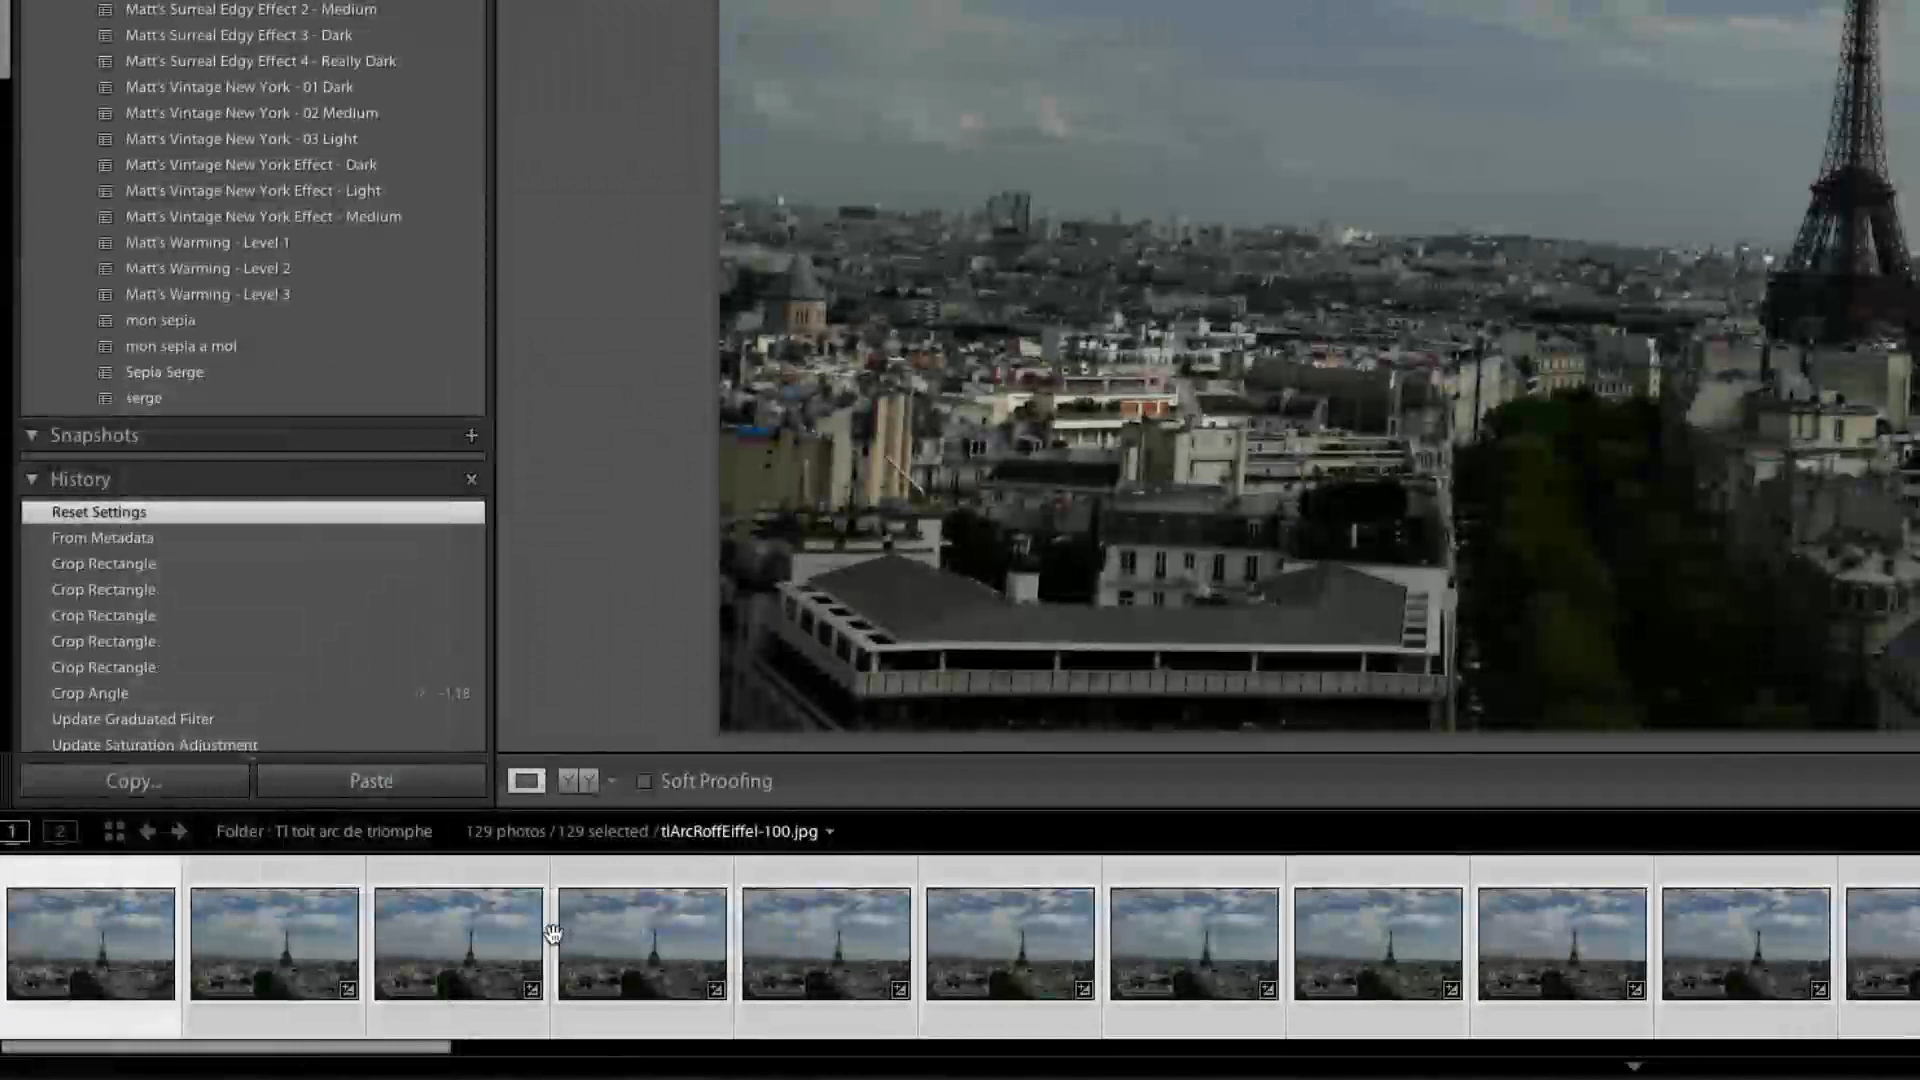 Matt's Surreal Edgy Effect 2 - Medium
Matt's Surreal Edgy Effect 3 - Dark
Matt's Surreal Edgy Effect 4 - Really Dark
Matt's Vintage New York - 01 Dark
Matt's Vintage New York - 02 Medium
Matt's Vintage New York - 03 Light
Matt's Vintage New York Effect - Dark
Matt's Vintage New York Effect - Light
Matt's Vintage New York Effect - Medium
Matt's Warming - Level 1
Matt's Warming - Level 2
Matt's Warming - Level 3
mon sepia
mon sepia a moi
Sepia Serge
serge
Snapshots +
History ×
Reset Settings
From Metadata
Crop Rectangle
Crop Rectangle
Crop Rectangle
Crop Rectangle
Crop Rectangle
Crop Angle -1.18
Update Graduated Filter
Update Saturation Adjustment
Copy... Paste
Y Y Soft Proofing
1 2 Folder : Tl toit arc de triomphe 129 photos / 129 selected / tlArcRoffEiffel-100.jpg